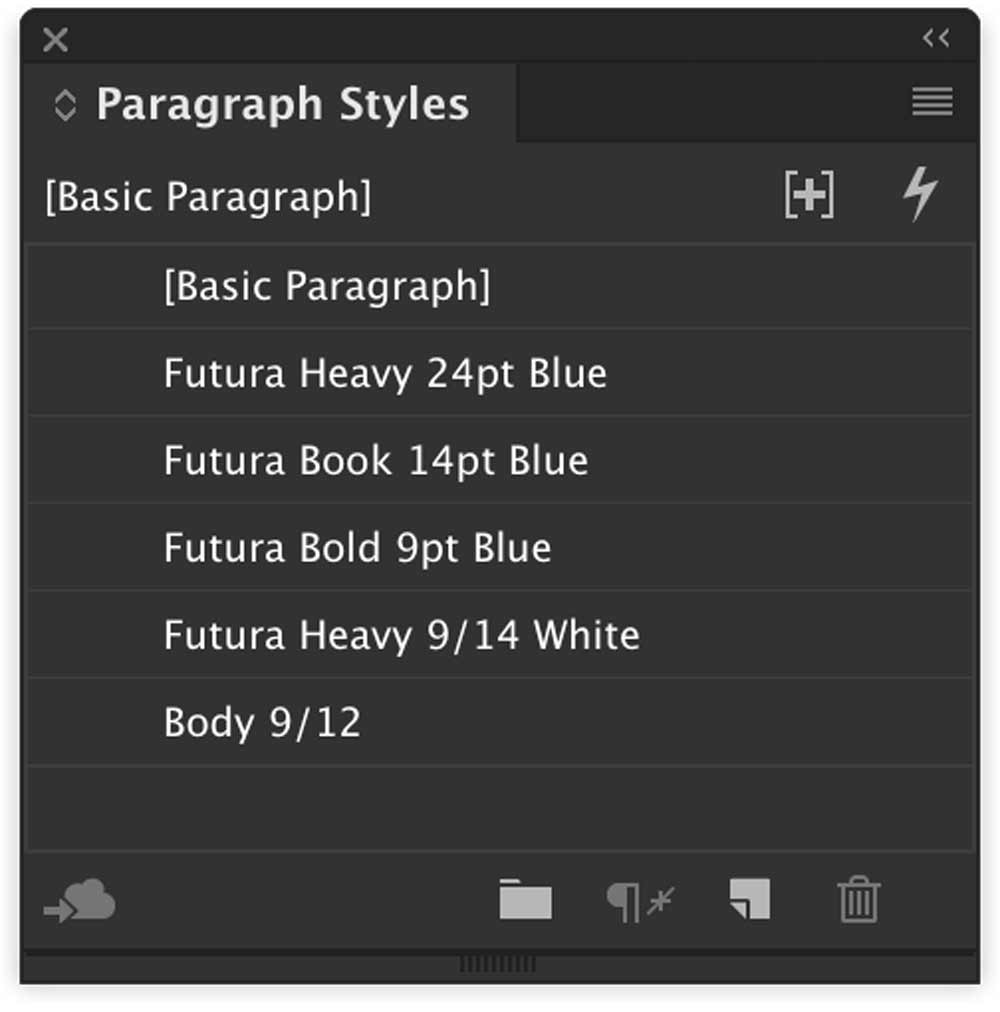 Paragraph Styles
[Basic Paragraph]
[Basic Paragraph]
Futura Heavy 24pt Blue
Futura Book 14pt Blue
Futura Bold 9pt Blue
Futura Heavy 9/14 White
Body 9/12